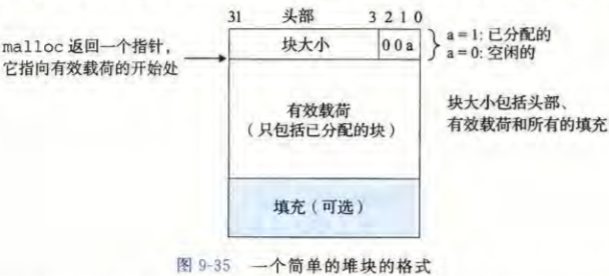 31 头部 3 2 1 0
块大小 0 0 a
a = 1: 已分配的
a = 0: 空闲的
malloc 返回一个指针，
它指向有效载荷的开始处
有效载荷
（只包括已分配的块）
块大小包括头部、
有效载荷和所有的填充
填充（可选）
图 9-35 一个简单的堆块的格式